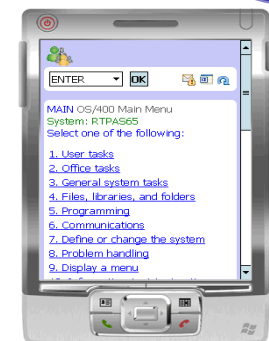 ENTER OK
MAIN OS/400 Main Menu
System: RTPAS65
Select one of the following:
1. User tasks
2. Office tasks
3. General system tasks
4. Files, libraries, and folders
5. Programming
6. Communications
7. Define or change the system
8. Problem handling
9. Display a menu